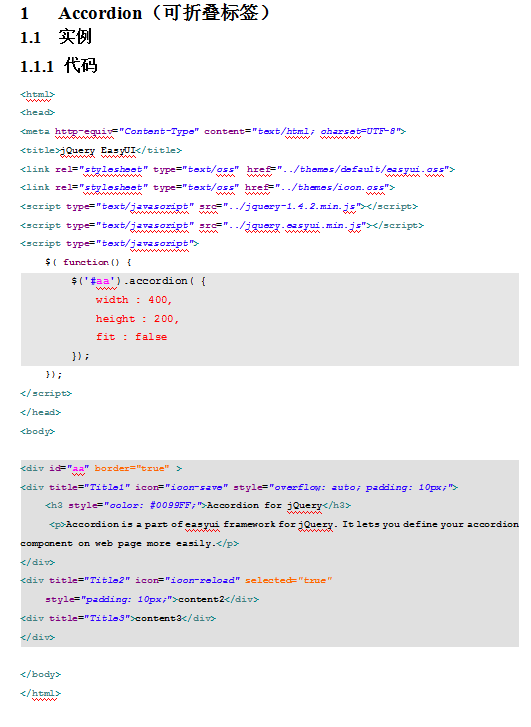 1 Accordion（可折叠标签）
1.1 实例
1.1.1 代码
<html>
<head>
<meta http-equiv="Content-Type" content="text/html; charset=UTF-8">
<title>jQuery EasyUI</title>
<link rel="stylesheet" type="text/css" href="../themes/default/easyui.css">
<link rel="stylesheet" type="text/css" href="../themes/icon.css">
<script type="text/javascript" src="../jquery-1.4.2.min.js"></script>
<script type="text/javascript" src="../jquery.easyui.min.js"></script>
<script type="text/javascript">
$( function() {
$('#aa').accordion( {
width : 400,
height : 200,
fit : false
});
});
</script>
</head>
<body>
<div id="aa" border="true" >
<div title="Title1" icon="icon-save" style="overflow: auto; padding: 10px;">
<h3 style="color: #0099FF;">Accordion for jQuery</h3>
<p>Accordion is a part of easyui framework for jQuery. It lets you define your accordion
component on web page more easily.</p>
</div>
<div title="Title2" icon="icon-reload" selected="true"
style="padding: 10px;">content2</div>
<div title="Title3">content3</div>
</div>
</body>
</html>